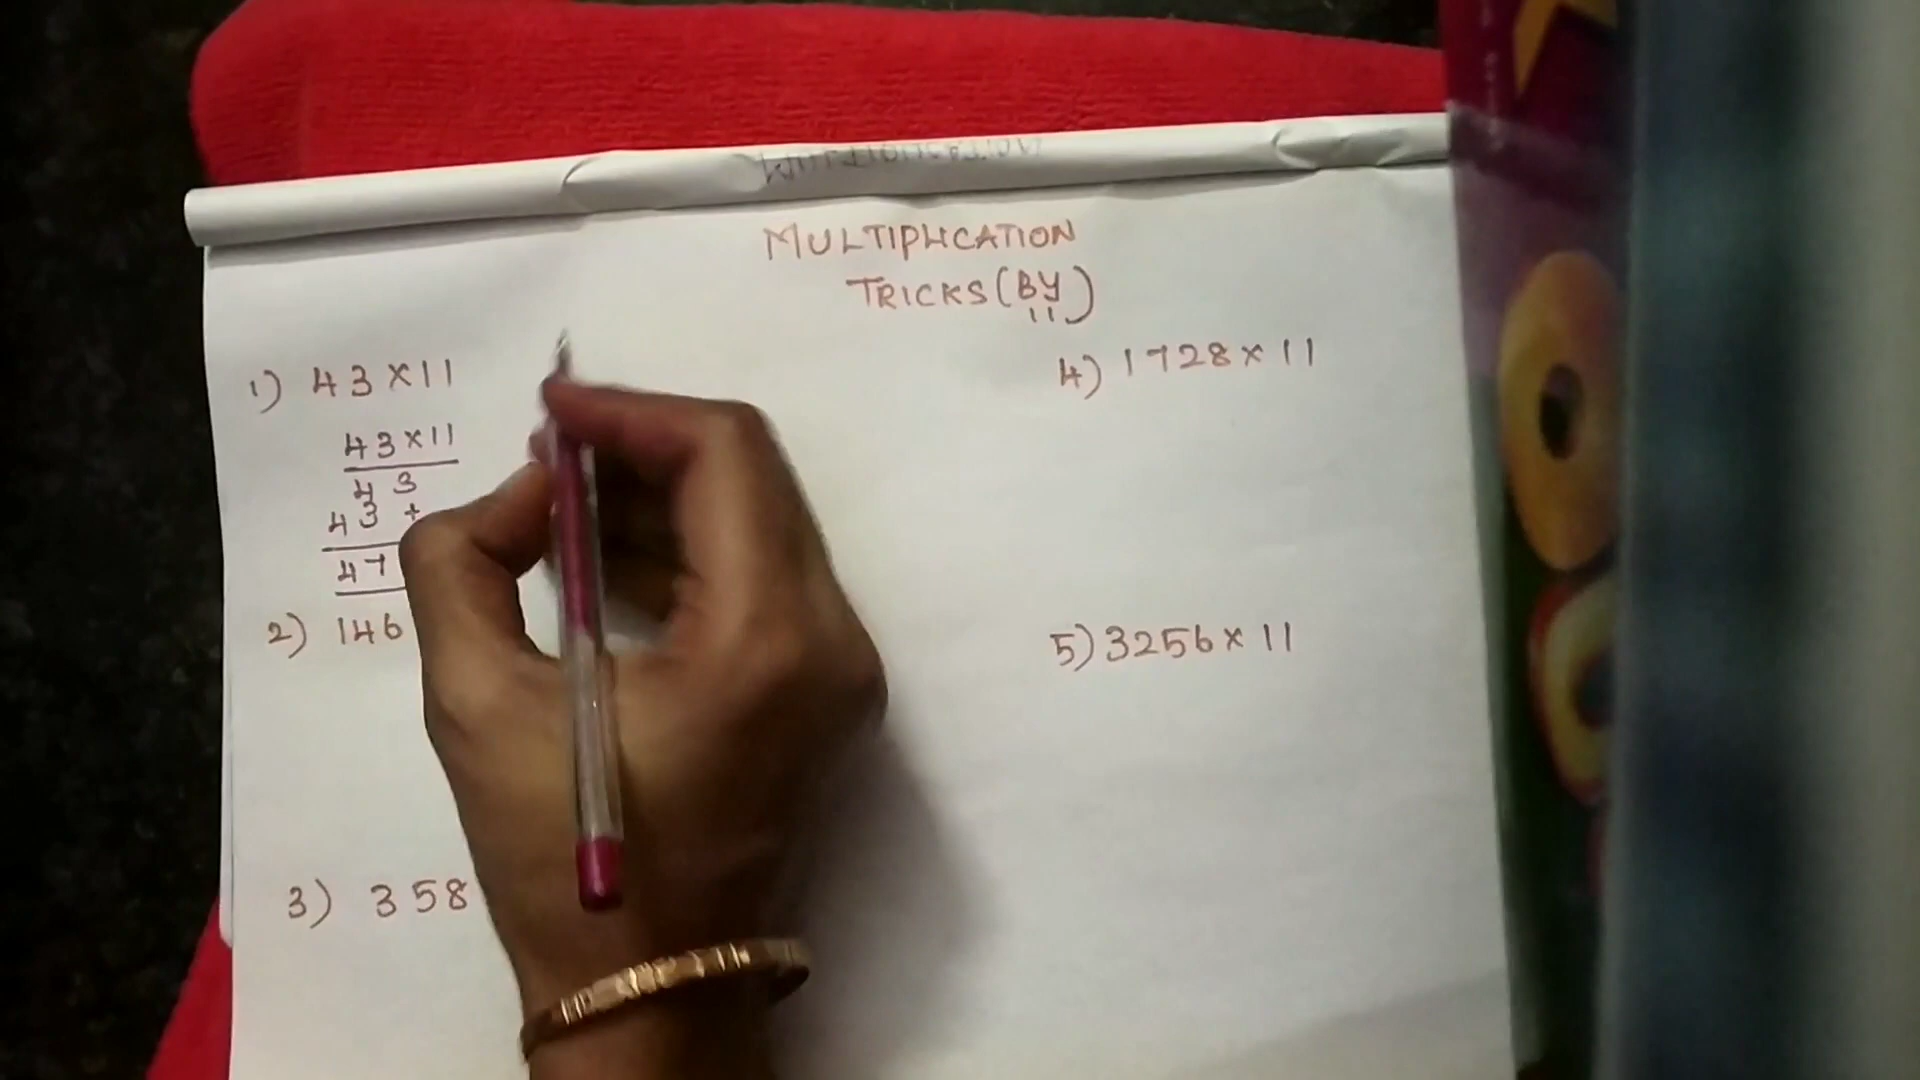 MULTIPLICATION
TRICKS (BY
11)
1) 43 × 11
43 × 11
43
43 +
47
2) 146
3) 358
4) 1728 × 11
5) 3256 × 11